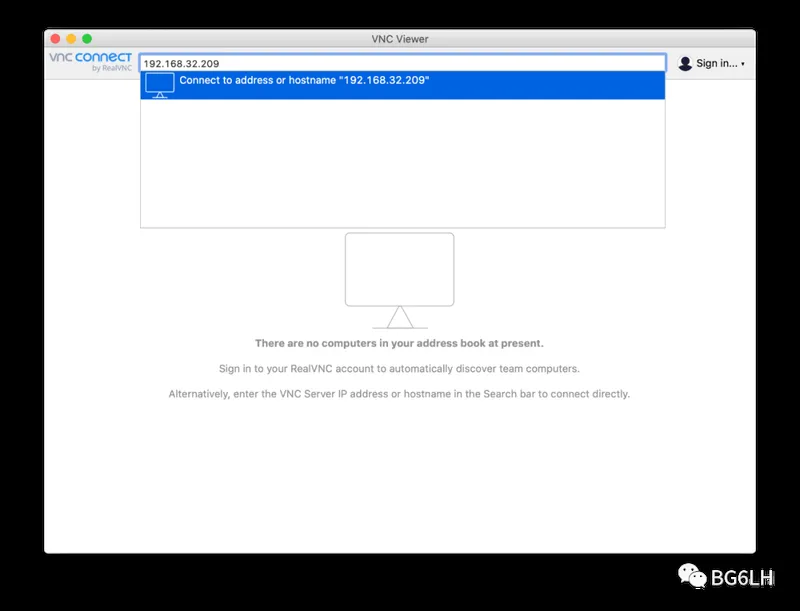 VNC Viewer
vnc connect
by RealVNC
192.168.32.209
Sign in...
Connect to address or hostname "192.168.32.209"
There are no computers in your address book at present.
Sign in to your RealVNC account to automatically discover team computers.
Alternatively, enter the VNC Server IP address or hostname in the Search bar to connect directly.
BG6LH